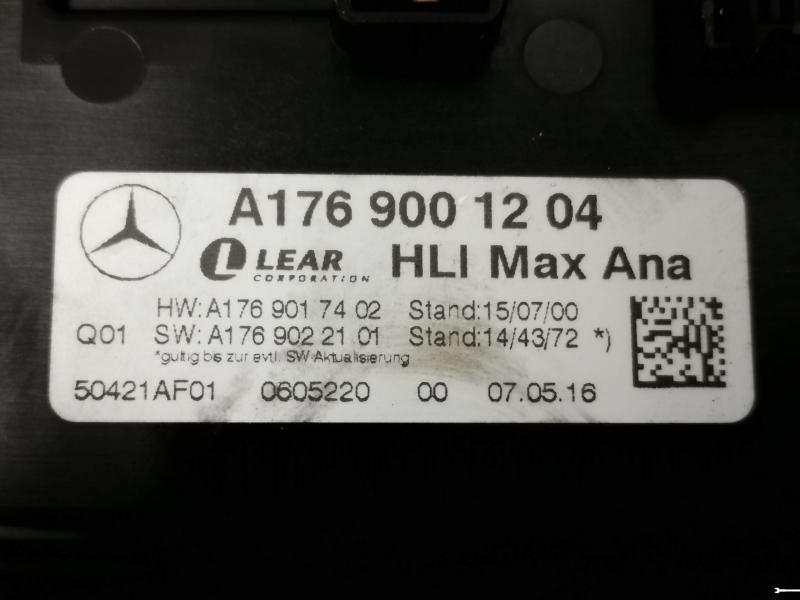 A176 900 12 04
LEAR HLI Max Ana
CORPORATION
HW:A176 901 74 02 Stand:15/07/00
Q01 SW:A176 902 21 01 Stand:14/43/72 *)
*gültig bis zur evtl. SW-Aktualisierung
50421AF01 0605220 00 07.05.16